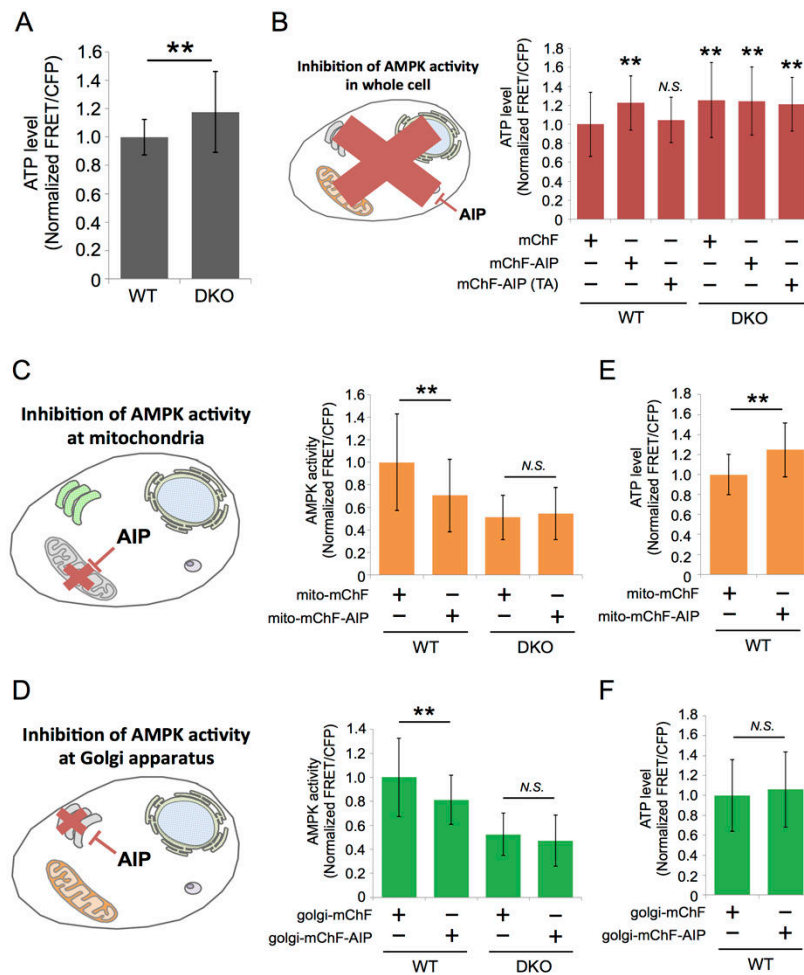 A
ATP level
(Normalized FRET/CFP)
1.6
1.4
1.2
1.0
0.8
0.6
0.4
0.2
0
**
WT
DKO
B
Inhibition of AMPK activity
in whole cell
AIP
ATP level
(Normalized FRET/CFP)
1.8
1.6
1.4
1.2
1.0
0.8
0.6
0.4
0.2
0
** N.S. ** ** **
mChF + − − + − −
mChF-AIP − + − − + −
mChF-AIP (TA) − − + − − +
WT
DKO
C
Inhibition of AMPK activity
at mitochondria
AIP
AMPK activity
(Normalized FRET/CFP)
1.6
1.4
1.2
1.0
0.8
0.6
0.4
0.2
0
**
N.S.
mito-mChF + − + −
mito-mChF-AIP − + − +
WT
DKO
E
ATP level
(Normalized FRET/CFP)
1.8
1.6
1.4
1.2
1.0
0.8
0.6
0.4
0.2
0
**
mito-mChF + −
mito-mChF-AIP − +
WT
D
Inhibition of AMPK activity
at Golgi apparatus
AIP
AMPK activity
(Normalized FRET/CFP)
1.4
1.2
1.0
0.8
0.6
0.4
0.2
0
**
N.S.
golgi-mChF + − + −
golgi-mChF-AIP − + − +
WT
DKO
F
ATP level
(Normalized FRET/CFP)
1.8
1.6
1.4
1.2
1.0
0.8
0.6
0.4
0.2
0
N.S.
golgi-mChF + −
golgi-mChF-AIP − +
WT